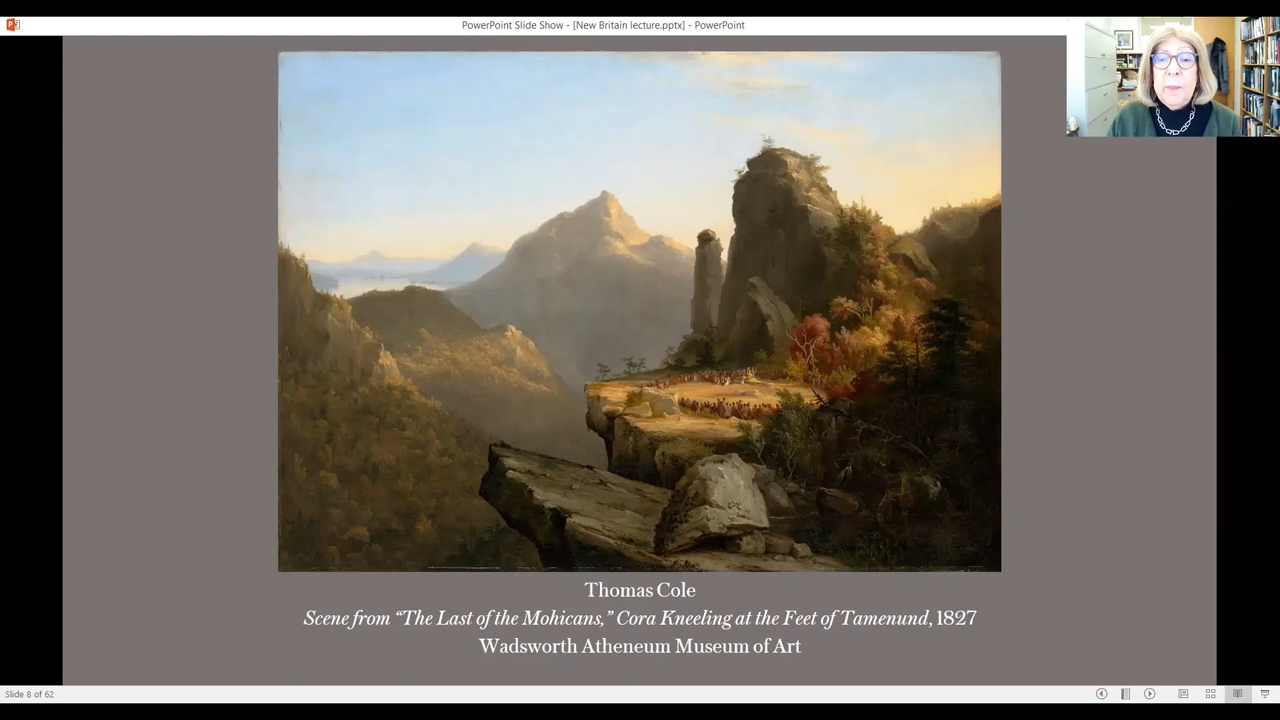 PowerPoint Slide Show - [New Britain lecture.pptx] - PowerPoint
Thomas Cole
Scene from “The Last of the Mohicans,” Cora Kneeling at the Feet of Tamenund, 1827
Wadsworth Atheneum Museum of Art
Slide 8 of 62